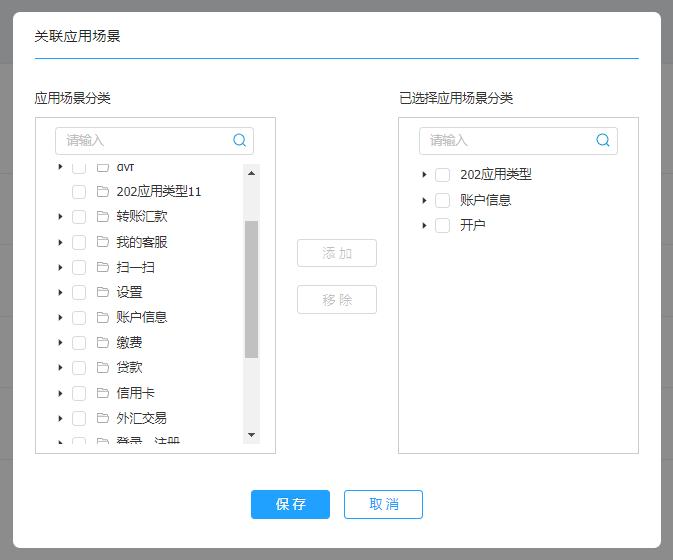 关联应用场景
应用场景分类
请输入
202应用类型11
转账汇款
我的客服
扫一扫
设置
账户信息
缴费
贷款
信用卡
外汇交易
添加
移除
已选择应用场景分类
请输入
202应用类型
账户信息
开户
保存
取消